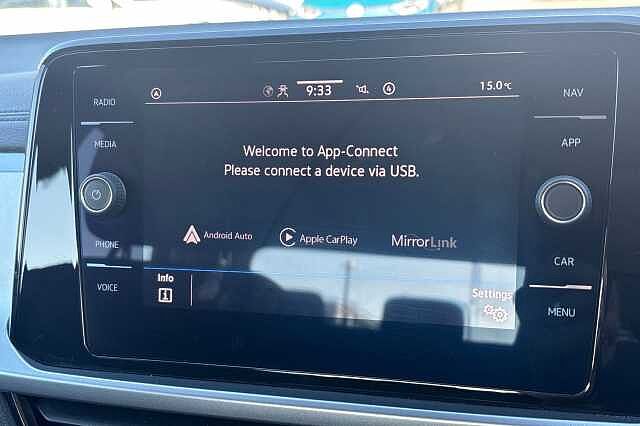 9:33
4
15.0°C
RADIO
MEDIA
PHONE
VOICE
Welcome to App-Connect
Please connect a device via USB.
Android Auto
Apple CarPlay
MirrorLink
Info
Settings
NAV
APP
CAR
MENU